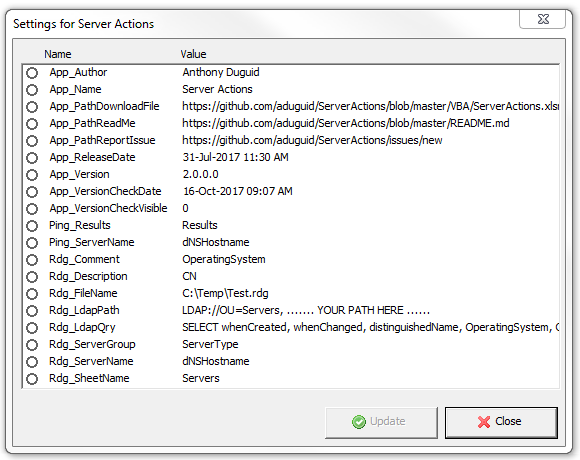 Settings for Server Actions
Name Value
App_Author Anthony Duguid
App_Name Server Actions
App_PathDownloadFile https://github.com/aduguid/ServerActions/blob/master/VBA/ServerActions.xlsm
App_PathReadMe https://github.com/aduguid/ServerActions/blob/master/README.md
App_PathReportIssue https://github.com/aduguid/ServerActions/issues/new
App_ReleaseDate 31-Jul-2017 11:30 AM
App_Version 2.0.0.0
App_VersionCheckDate 16-Oct-2017 09:07 AM
App_VersionCheckVisible 0
Ping_Results Results
Ping_ServerName dNSHostname
Rdg_Comment OperatingSystem
Rdg_Description CN
Rdg_FileName C:\Temp\Test.rdg
Rdg_LdapPath LDAP://OU=Servers, ....... YOUR PATH HERE ......
Rdg_LdapQry SELECT whenCreated, whenChanged, distinguishedName, OperatingSystem,
Rdg_ServerGroup ServerType
Rdg_ServerName dNSHostname
Rdg_SheetName Servers
Update Close